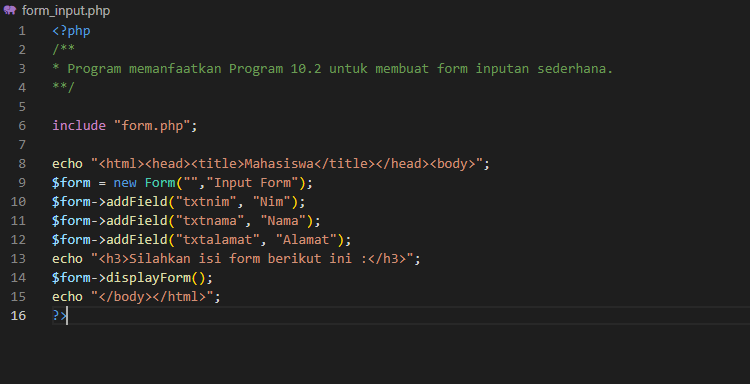 form_input.php
1 <?php
2 /**
3 * Program memanfaatkan Program 10.2 untuk membuat form inputan sederhana.
4 **/
5
6 include "form.php";
7
8 echo "<html><head><title>Mahasiswa</title></head><body>";
9 $form = new Form("","Input Form");
10 $form->addField("txtnim", "Nim");
11 $form->addField("txtnama", "Nama");
12 $form->addField("txtalamat", "Alamat");
13 echo "<h3>Silahkan isi form berikut ini :</h3>";
14 $form->displayForm();
15 echo "</body></html>";
16 ?>